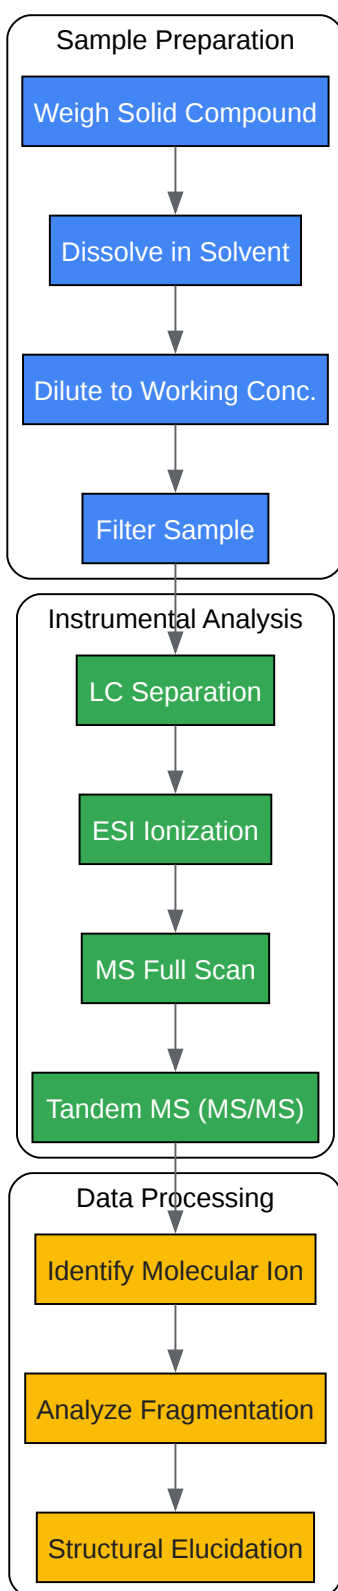 Sample Preparation
Weigh Solid Compound
Dissolve in Solvent
Dilute to Working Conc.
Filter Sample
Instrumental Analysis
LC Separation
ESI Ionization
MS Full Scan
Tandem MS (MS/MS)
Data Processing
Identify Molecular Ion
Analyze Fragmentation
Structural Elucidation